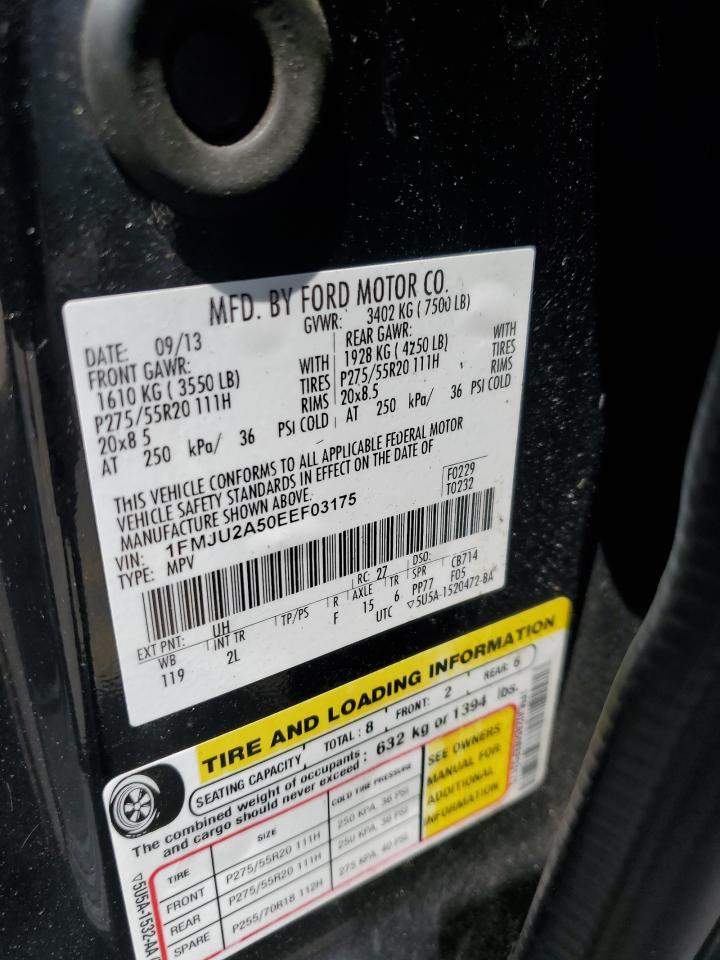 MFD. BY FORD MOTOR CO.
DATE: 09/13 GVWR: 3402 KG ( 7500 LB)
FRONT GAWR: REAR GAWR:
1610 KG ( 3550 LB) WITH 1928 KG ( 4250 LB) WITH
P275/55R20 111H TIRES P275/55R20 111H TIRES
20x8 5 RIMS 20x8.5 RIMS
AT 250 kPa/ 36 PSI COLD AT 250 kPa/ 36 PSI COLD
THIS VEHICLE CONFORMS TO ALL APPLICABLE FEDERAL MOTOR
VEHICLE SAFETY STANDARDS IN EFFECT ON THE DATE OF
MANUFACTURE SHOWN ABOVE.
F0229
T0232
VIN: 1FMJU2A50EEF03175
TYPE: MPV
EXT PNT: UH RC: 27 DSO:
WB INT TR TP/PS R AXLE TR SPR CB714
119 2L F 15 6 PP77 F05
UTC ▽5U5A-1520472-BA
TIRE AND LOADING INFORMATION
SEATING CAPACITY TOTAL: 8 FRONT: 2 REAR: 6
The combined weight of occupants and cargo should never exceed: 632 kg or 1394 lbs.
TIRE SIZE COLD TIRE PRESSURE
FRONT P275/55R20 111H 250 KPA, 36 PSI
REAR P275/55R20 111H 250 KPA, 36 PSI
SPARE P255/70R18 112H 275 KPA, 40 PSI
SEE OWNERS
MANUAL FOR
ADDITIONAL
INFORMATION
▽5U5A-1532-AA